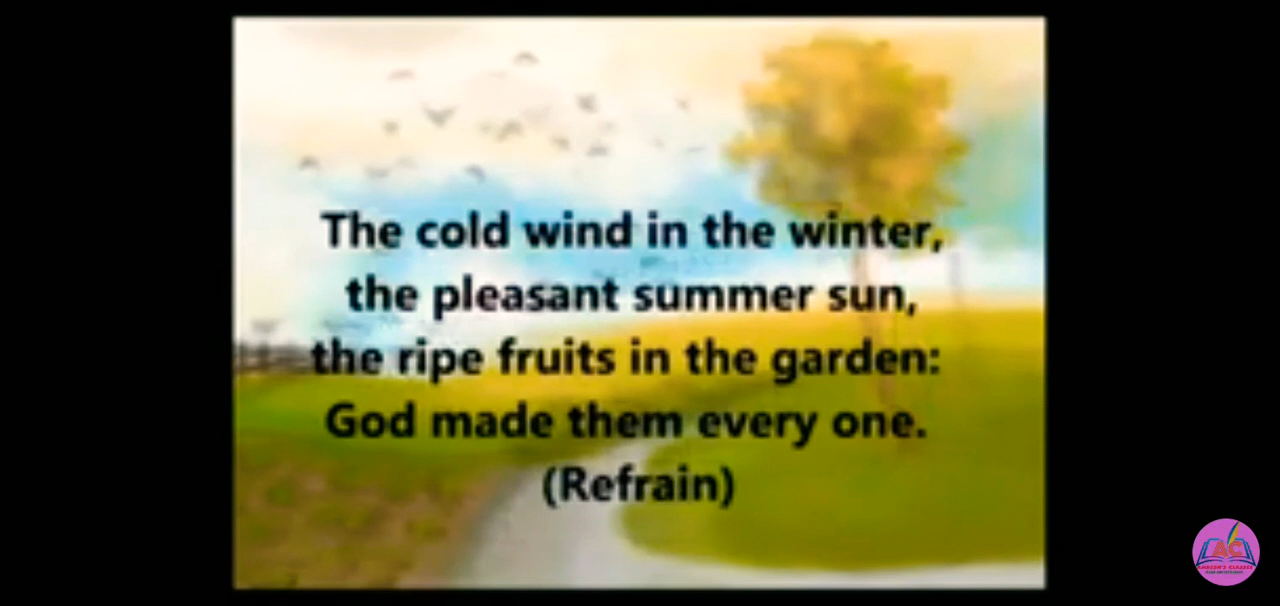 The cold wind in the winter,
the pleasant summer sun,
the ripe fruits in the garden:
God made them every one.
(Refrain)
AC